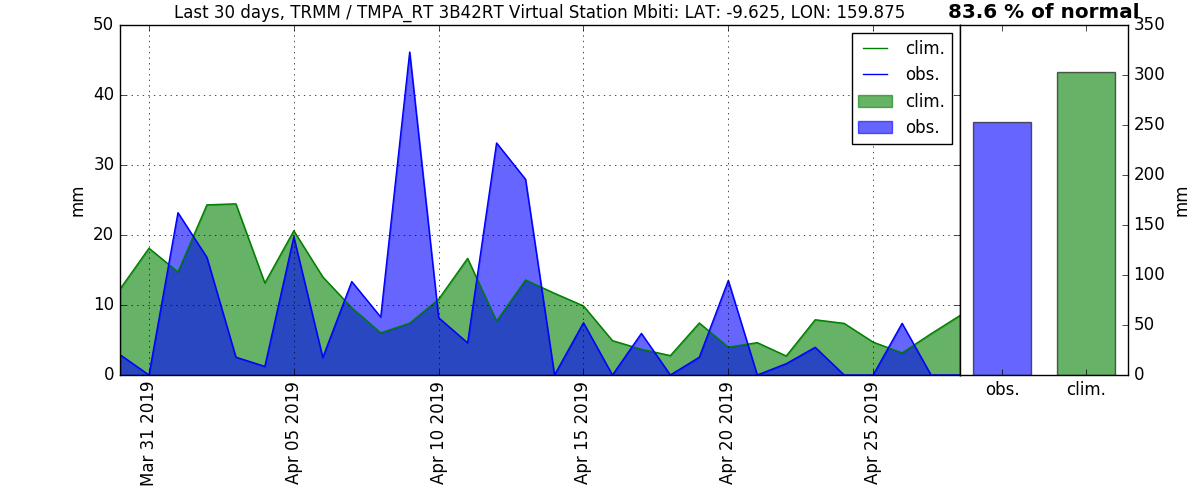 Last 30 days, TRMM / TMPA_RT 3B42RT Virtual Station Mbiti: LAT: -9.625, LON: 159.875
83.6 % of normal
50
40
30
20
10
0
mm
clim.
obs.
clim.
obs.
350
300
250
200
150
100
50
0
mm
Mar 31 2019
Apr 05 2019
Apr 10 2019
Apr 15 2019
Apr 20 2019
Apr 25 2019
obs.
clim.